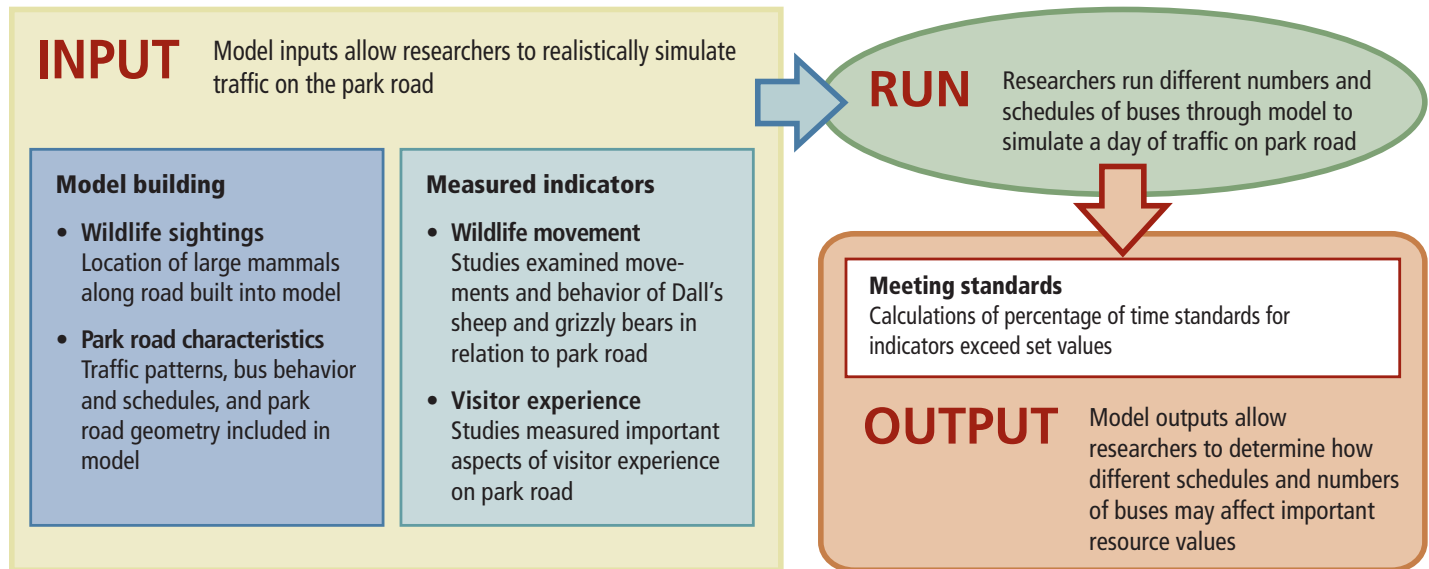 INPUT
Model inputs allow researchers to realistically simulate
traffic on the park road
Model building
• Wildlife sightings
Location of large mammals
along road built into model
• Park road characteristics
Traffic patterns, bus behavior
and schedules, and park
road geometry included in
model
Measured indicators
• Wildlife movement
Studies examined move-
ments and behavior of Dall's
sheep and grizzly bears in
relation to park road
• Visitor experience
Studies measured important
aspects of visitor experience
on park road
RUN
Researchers run different numbers and
schedules of buses through model to
simulate a day of traffic on park road
Meeting standards
Calculations of percentage of time standards for
indicators exceed set values
OUTPUT
Model outputs allow
researchers to determine how
different schedules and numbers
of buses may affect important
resource values